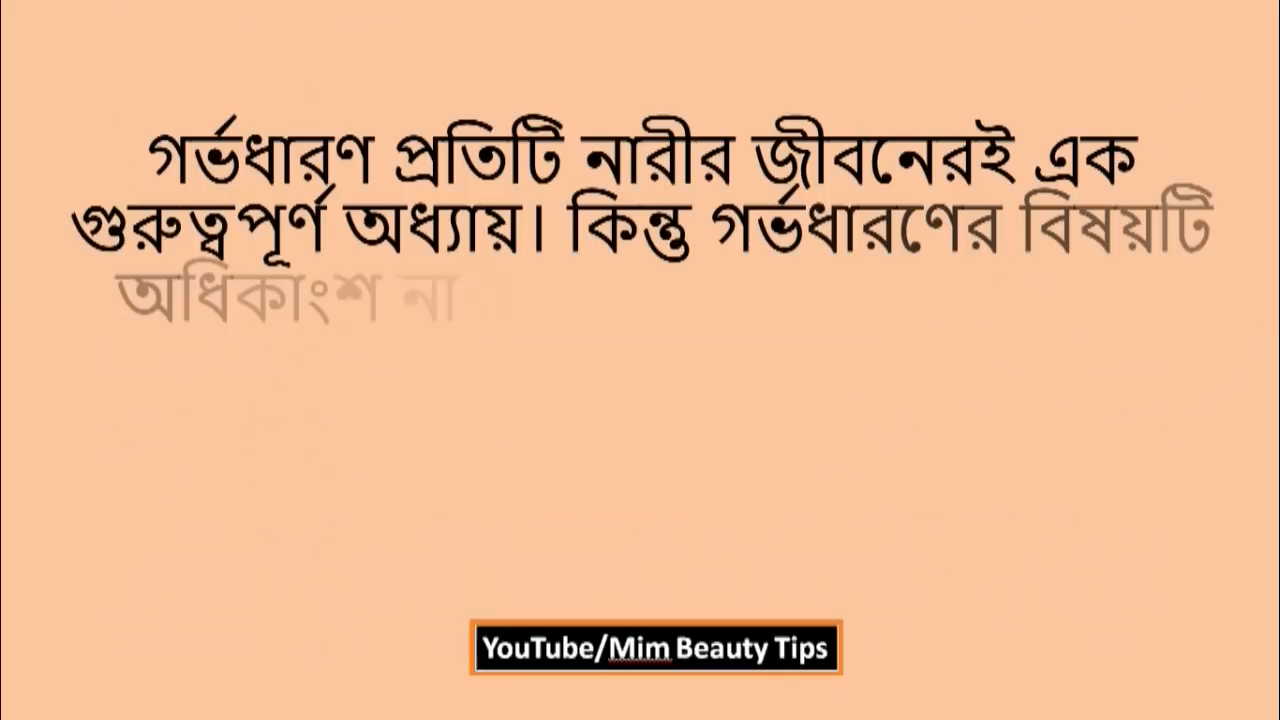 গর্ভধারণ প্রতিটি নারীর জীবনেরই এক
গুরুত্বপূর্ণ অধ্যায়। কিন্তু গর্ভধারণের বিষয়টি
অধিকাংশ
YouTube/Mim Beauty Tips